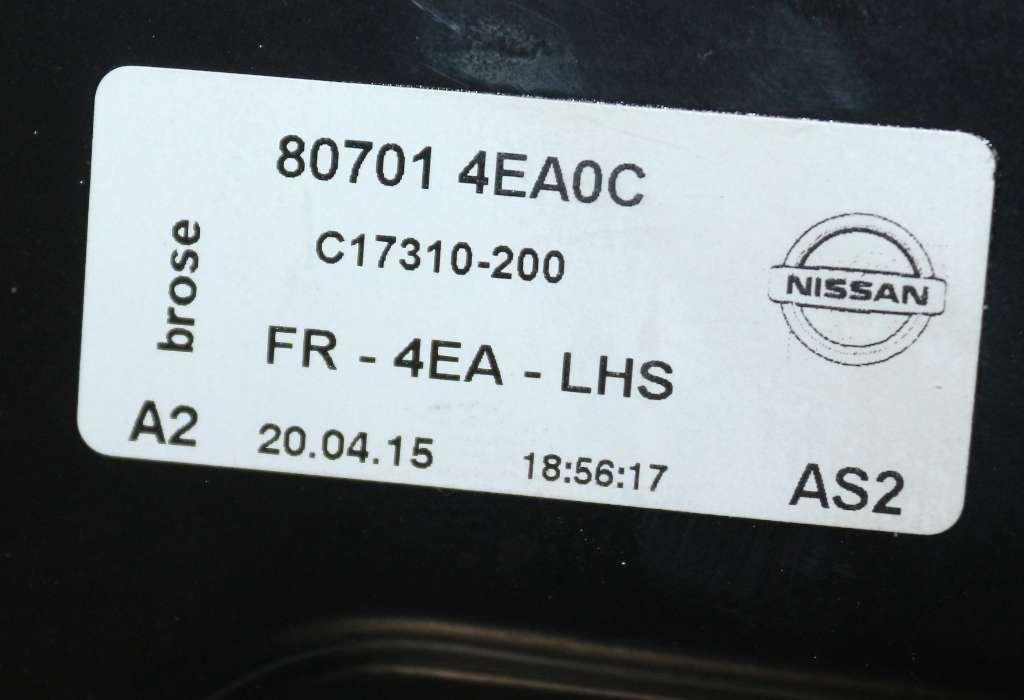 80701 4EA0C
C17310-200
brose
NISSAN
FR - 4EA - LHS
A2
20.04.15
18:56:17
AS2